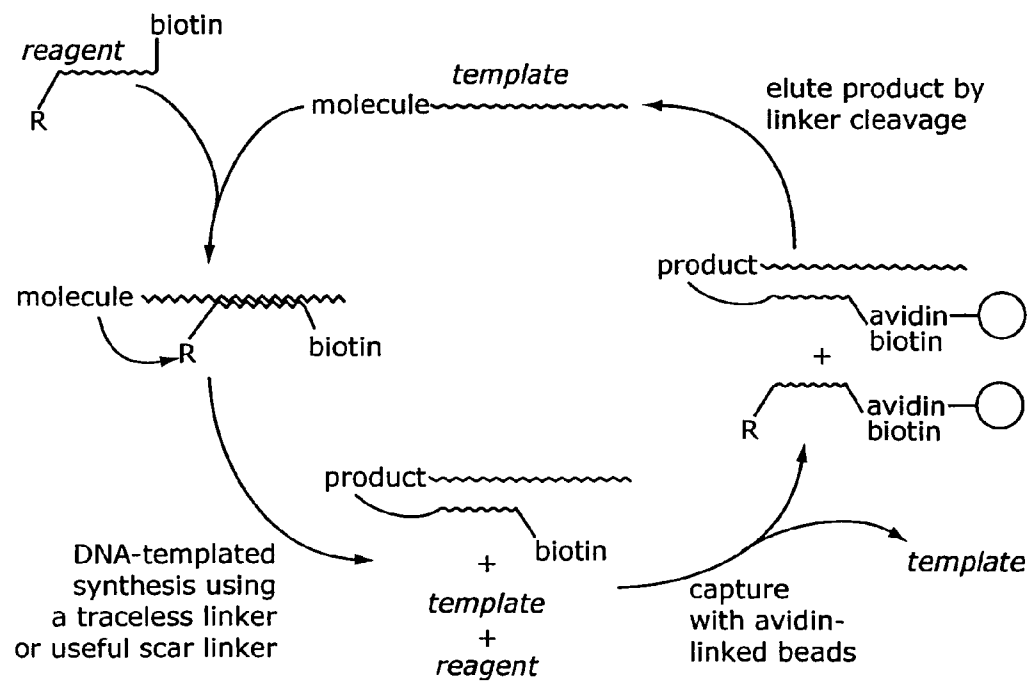 biotin
reagent
R
template
molecule
elute product by
linker cleavage
molecule
R
biotin
product
avidin
biotin
+
R
avidin
biotin
product
biotin
+
template
+
reagent
DNA-templated
synthesis using
a traceless linker
or useful scar linker
capture
with avidin-
linked beads
template